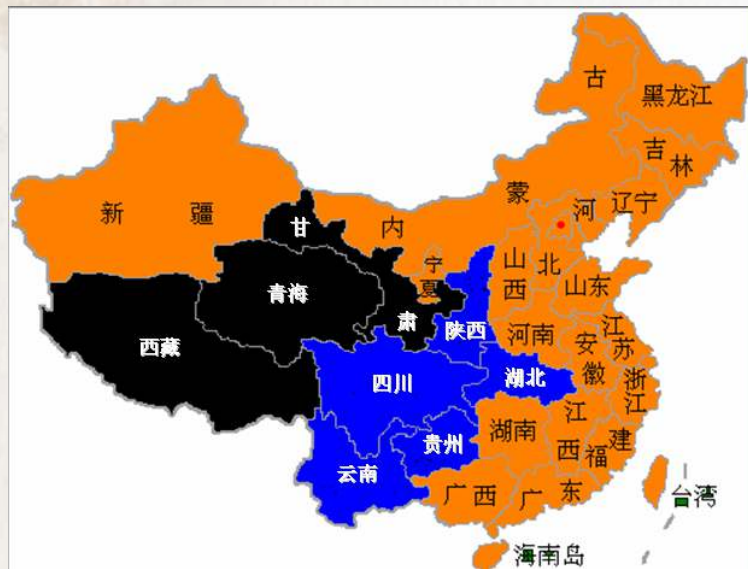 古
黑龙江
吉林
辽宁
内蒙
河北
新疆
甘肃
宁夏
山西
山东
青海
西藏
陕西
河南
江苏
安徽
四川
湖北
浙江
湖南
江西
贵州
福建
云南
广西
广东
台湾
海南岛